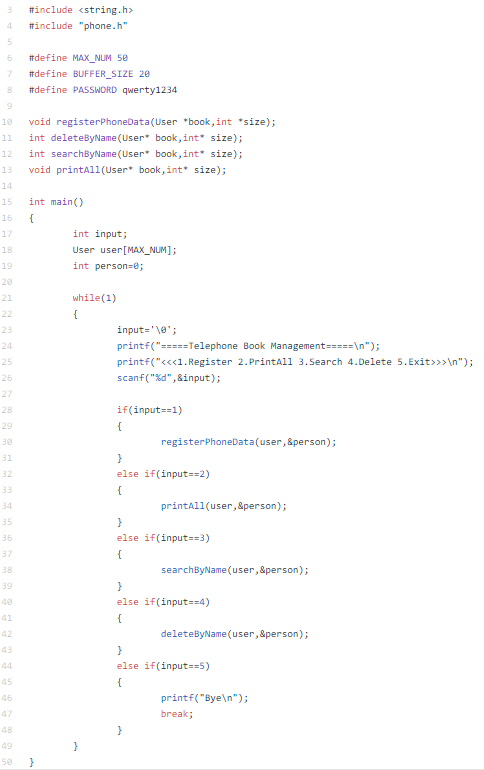 3 #include <string.h>
4 #include "phone.h"
5
6 #define MAX_NUM 50
7 #define BUFFER_SIZE 20
8 #define PASSWORD qwerty1234
9
10 void registerPhoneData(User *book,int *size);
11 int deleteByName(User* book,int* size);
12 int searchByName(User* book,int* size);
13 void printAll(User* book,int* size);
14
15 int main()
16 {
17 int input;
18 User user[MAX_NUM];
19 int person=0;
20
21 while(1)
22 {
23 input='\0';
24 printf("=====Telephone Book Management=====\n");
25 printf("<<<1.Register 2.PrintAll 3.Search 4.Delete 5.Exit>>>\n");
26 scanf("%d",&input);
27
28 if(input==1)
29 {
30 registerPhoneData(user,&person);
31 }
32 else if(input==2)
33 {
34 printAll(user,&person);
35 }
36 else if(input==3)
37 {
38 searchByName(user,&person);
39 }
40 else if(input==4)
41 {
42 deleteByName(user,&person);
43 }
44 else if(input==5)
45 {
46 printf("Bye\n");
47 break;
48 }
49 }
50 }